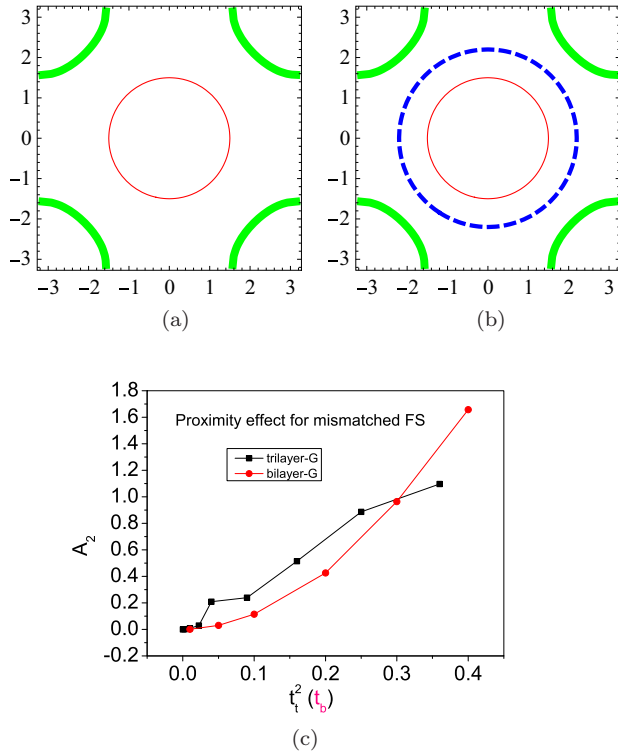 3
2
1
0
−1
−2
−3
−3 −2 −1 0 1 2 3
(a)
3
2
1
0
−1
−2
−3
−3 −2 −1 0 1 2 3
(b)
1.8
1.6
1.4
1.2
1.0
0.8
0.6
0.4
0.2
0.0
-0.2
A₂
Proximity effect for mismatched FS
trilayer-G
bilayer-G
0.0 0.1 0.2 0.3 0.4
tₜ² (t_b)
(c)